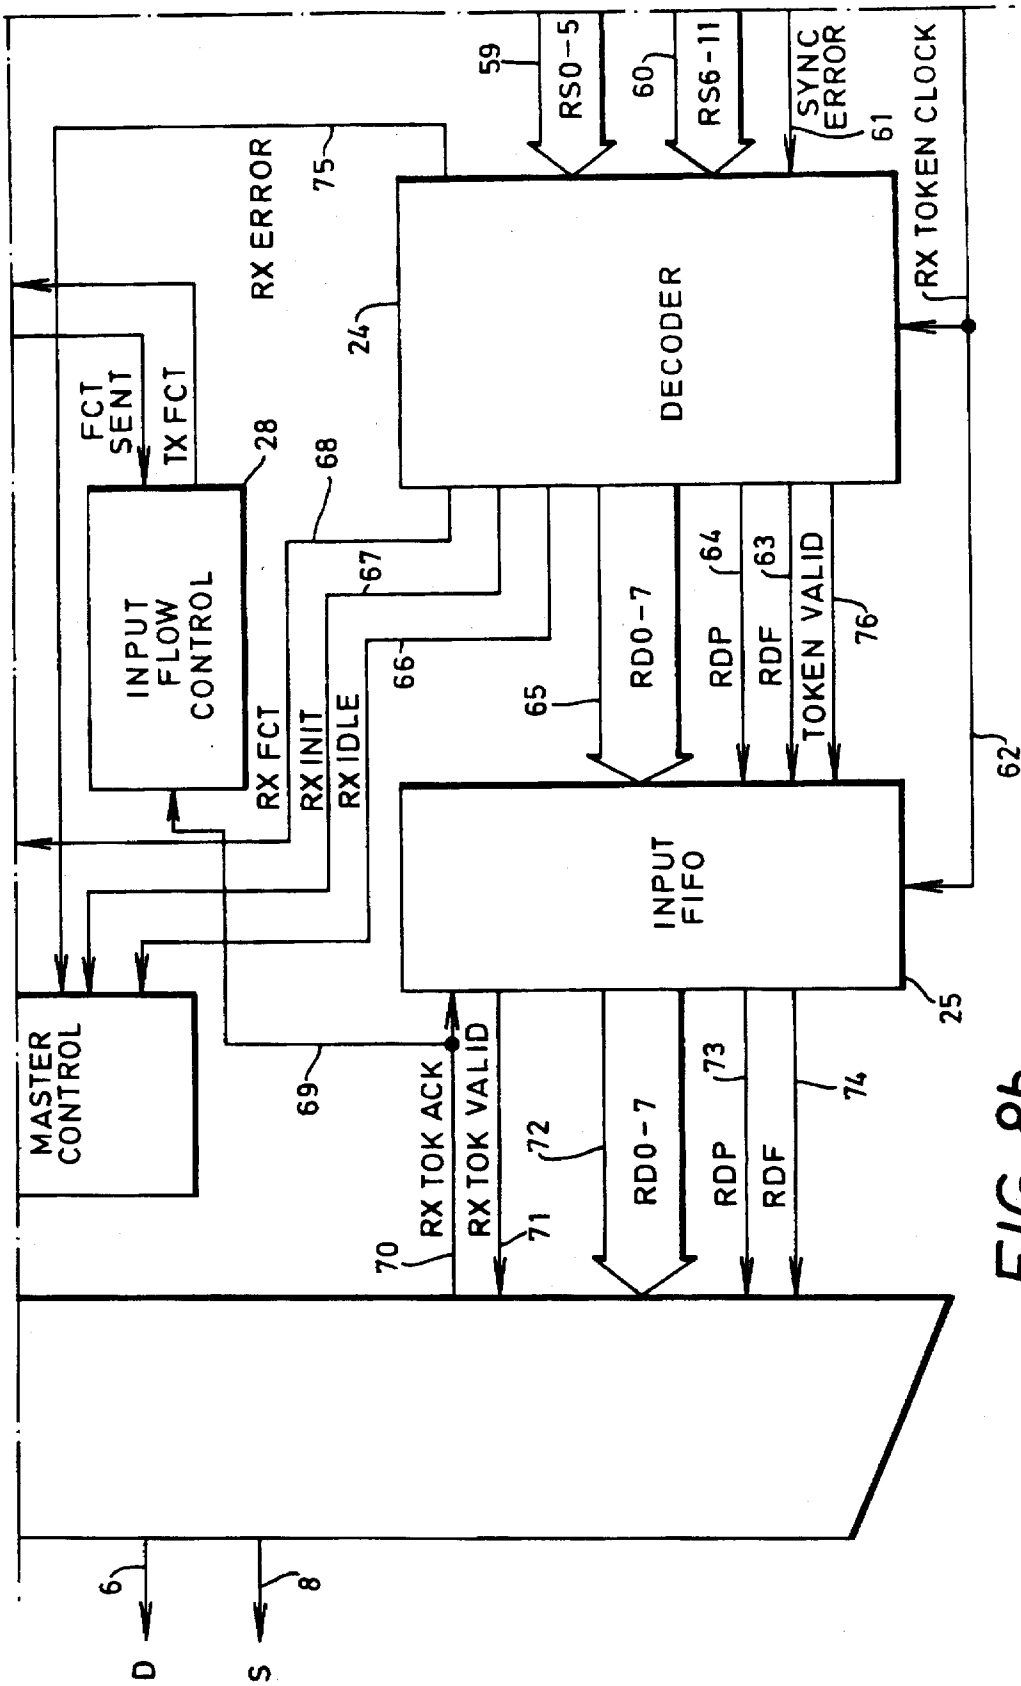 59
RS0-5
60
RS6-11
SYNC
ERROR
61
RX TOKEN CLOCK
75
RX ERROR
24
DECODER
FCT
SENT
TX FCT
28
INPUT
FLOW
CONTROL
68
67
66
RX FCT
RX INIT
RX IDLE
65
RD0-7
RDP
64
RDF
63
TOKEN VALID
76
62
INPUT
FIFO
25
MASTER
CONTROL
69
RX TOK ACK
70
RX TOK VALID
71
72
RD0-7
RDP
73
RDF
74
6
D
8
S
FIG. 8b